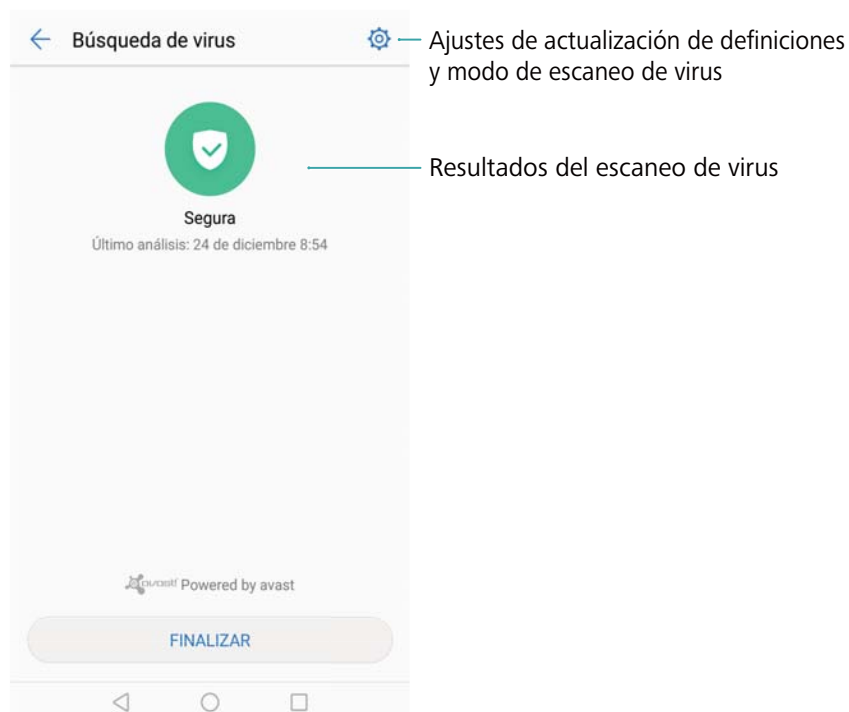 Búsqueda de virus
Ajustes de actualización de definiciones
y modo de escaneo de virus
Resultados del escaneo de virus
Segura
Último análisis: 24 de diciembre 8:54
avast! Powered by avast
FINALIZAR